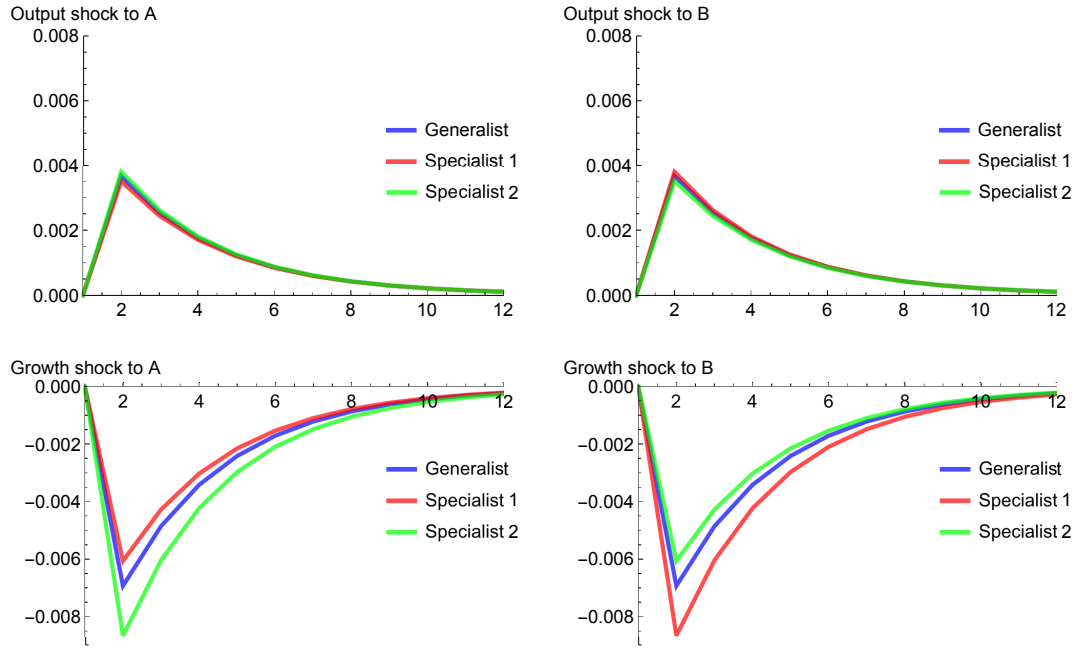 Output shock to A
0.008
0.006
0.004
0.002
0.000
2 4 6 8 10 12
Generalist
Specialist 1
Specialist 2
Output shock to B
0.008
0.006
0.004
0.002
0.000
2 4 6 8 10 12
Generalist
Specialist 1
Specialist 2
Growth shock to A
0.000
2 4 6 8 10 12
−0.002
−0.004
−0.006
−0.008
Generalist
Specialist 1
Specialist 2
Growth shock to B
0.000
2 4 6 8 10 12
−0.002
−0.004
−0.006
−0.008
Generalist
Specialist 1
Specialist 2